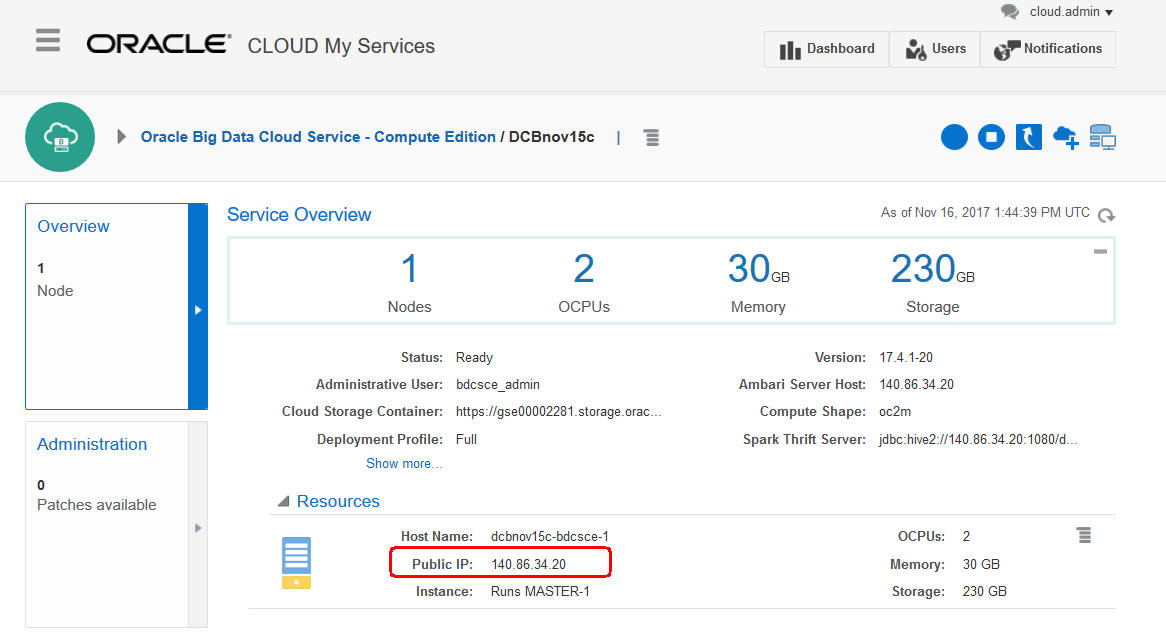 cloud.admin
ORACLE® CLOUD My Services
Dashboard Users Notifications
Oracle Big Data Cloud Service - Compute Edition / DCBnov15c |
Overview
1
Node
Service Overview
As of Nov 16, 2017 1:44:39 PM UTC
1 2 30GB 230GB
Nodes OCPUs Memory Storage
Status: Ready Version: 17.4.1-20
Administrative User: bdcsce_admin Ambari Server Host: 140.86.34.20
Cloud Storage Container: https://gse00002281.storage.orac... Compute Shape: oc2m
Deployment Profile: Full Spark Thrift Server: jdbc:hive2://140.86.34.20:1080/d...
Show more...
Administration
0
Patches available
Resources
Host Name: dcbnov15c-bdcsce-1 OCPUs: 2
Public IP: 140.86.34.20 Memory: 30 GB
Instance: Runs MASTER-1 Storage: 230 GB